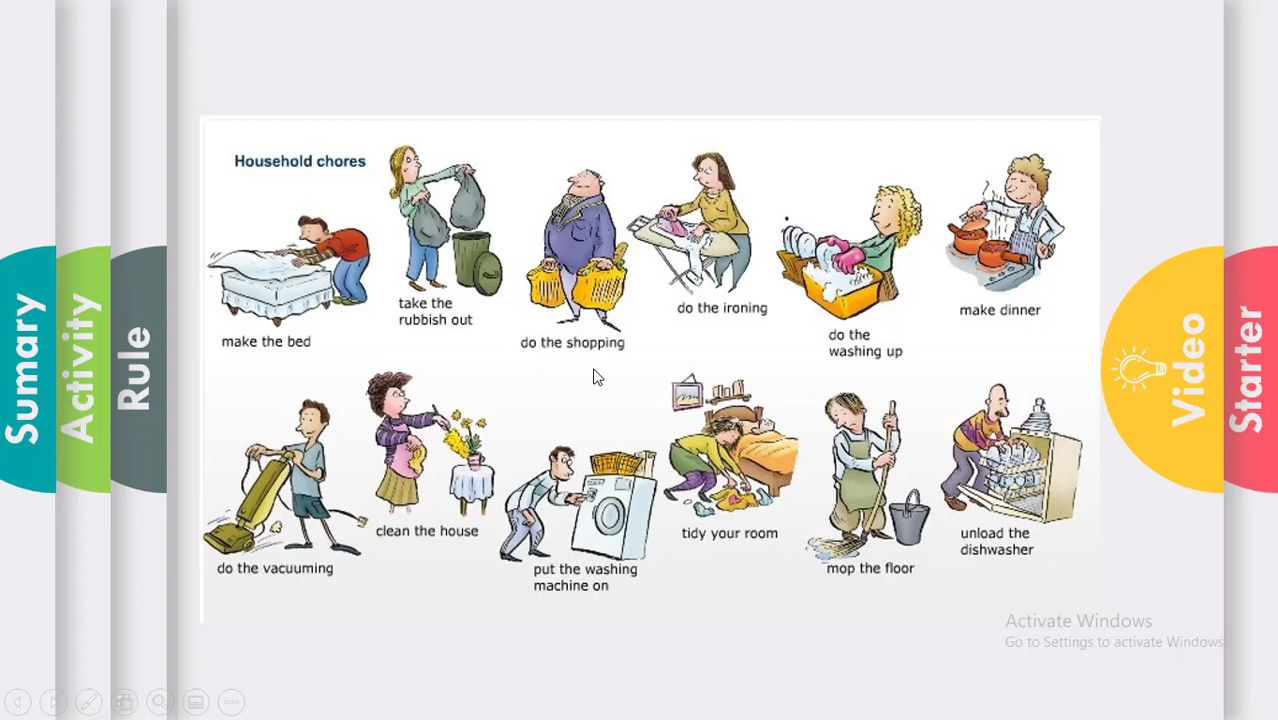 Household chores
make the bed
take the
rubbish out
do the shopping
do the ironing
do the
washing up
make dinner
do the vacuuming
clean the house
put the washing
machine on
tidy your room
mop the floor
unload the
dishwasher
Sumary
Activity
Rule
Video
Starter
Activate Windows
Go to Settings to activate Windows.